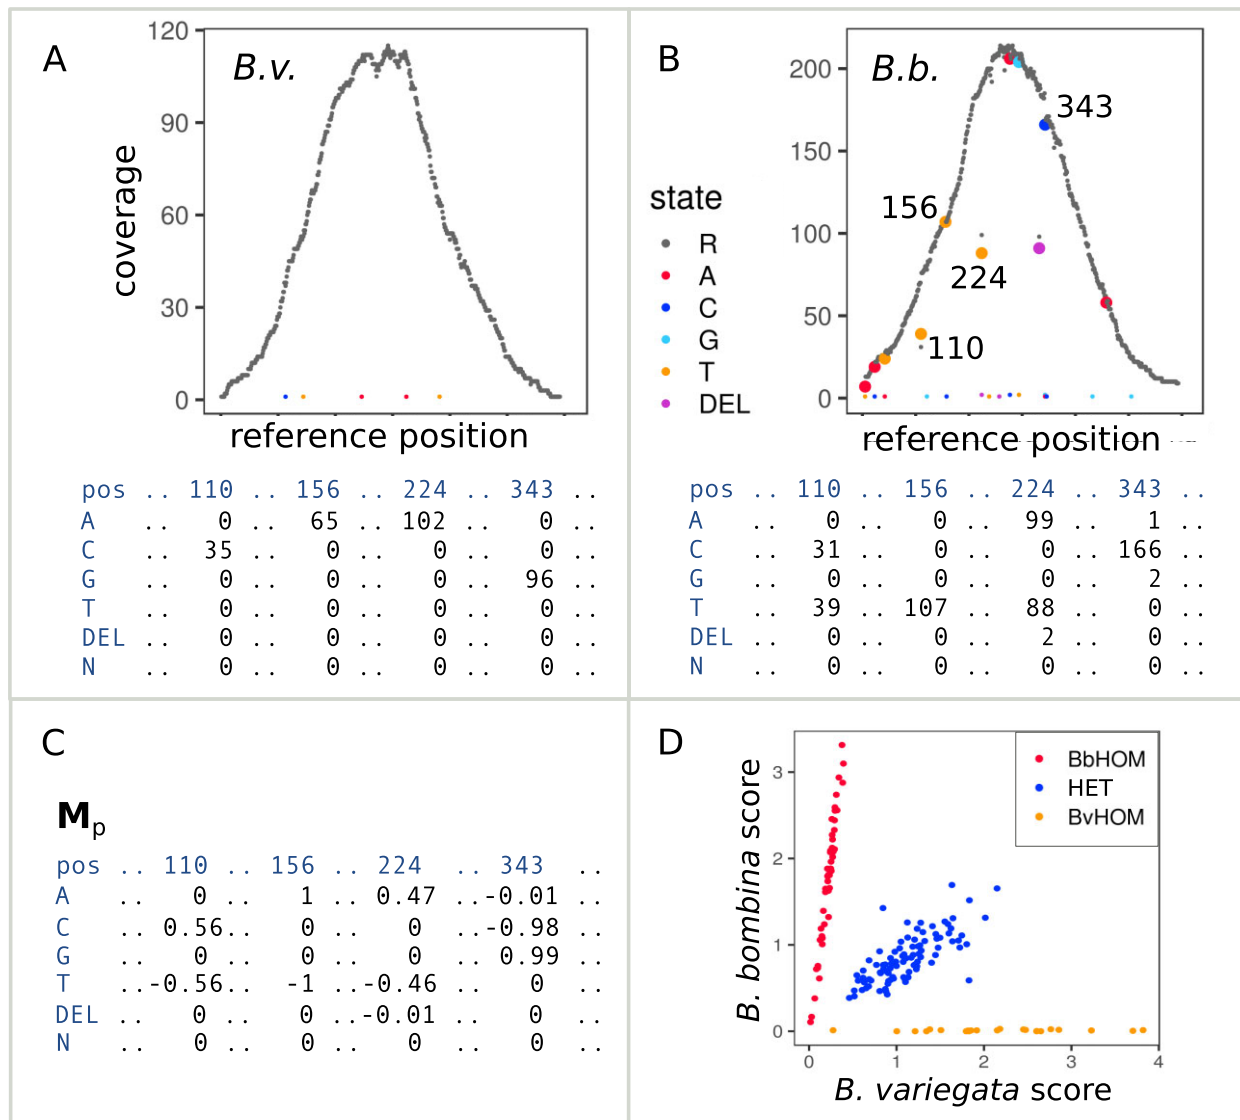 A
B.v.
coverage
120
90
60
30
0
reference position
pos .. 110 .. 156 .. 224 .. 343 ..
A .. 0 .. 65 .. 102 .. 0 ..
C .. 35 .. 0 .. 0 .. 0 ..
G .. 0 .. 0 .. 0 .. 96 ..
T .. 0 .. 0 .. 0 .. 0 ..
DEL .. 0 .. 0 .. 0 .. 0 ..
N .. 0 .. 0 .. 0 .. 0 ..
B
B.b.
state
R
A
C
G
T
DEL
200
150
100
50
0
343
156
224
110
reference position
pos .. 110 .. 156 .. 224 .. 343 ..
A .. 0 .. 0 .. 99 .. 1 ..
C .. 31 .. 0 .. 0 .. 166 ..
G .. 0 .. 0 .. 0 .. 2 ..
T .. 39 .. 107 .. 88 .. 0 ..
DEL .. 0 .. 0 .. 2 .. 0 ..
N .. 0 .. 0 .. 0 .. 0 ..
C
Mp
pos .. 110 .. 156 .. 224 .. 343 ..
A .. 0 .. 1 .. 0.47 ..-0.01 ..
C .. 0.56.. 0 .. 0 ..-0.98 ..
G .. 0 .. 0 .. 0 .. 0.99 ..
T ..-0.56.. -1 ..-0.46 .. 0 ..
DEL .. 0 .. 0 ..-0.01 .. 0 ..
N .. 0 .. 0 .. 0 .. 0 ..
D
B. bombina score
3
2
1
0
BbHOM
HET
BvHOM
0 1 2 3 4
B. variegata score